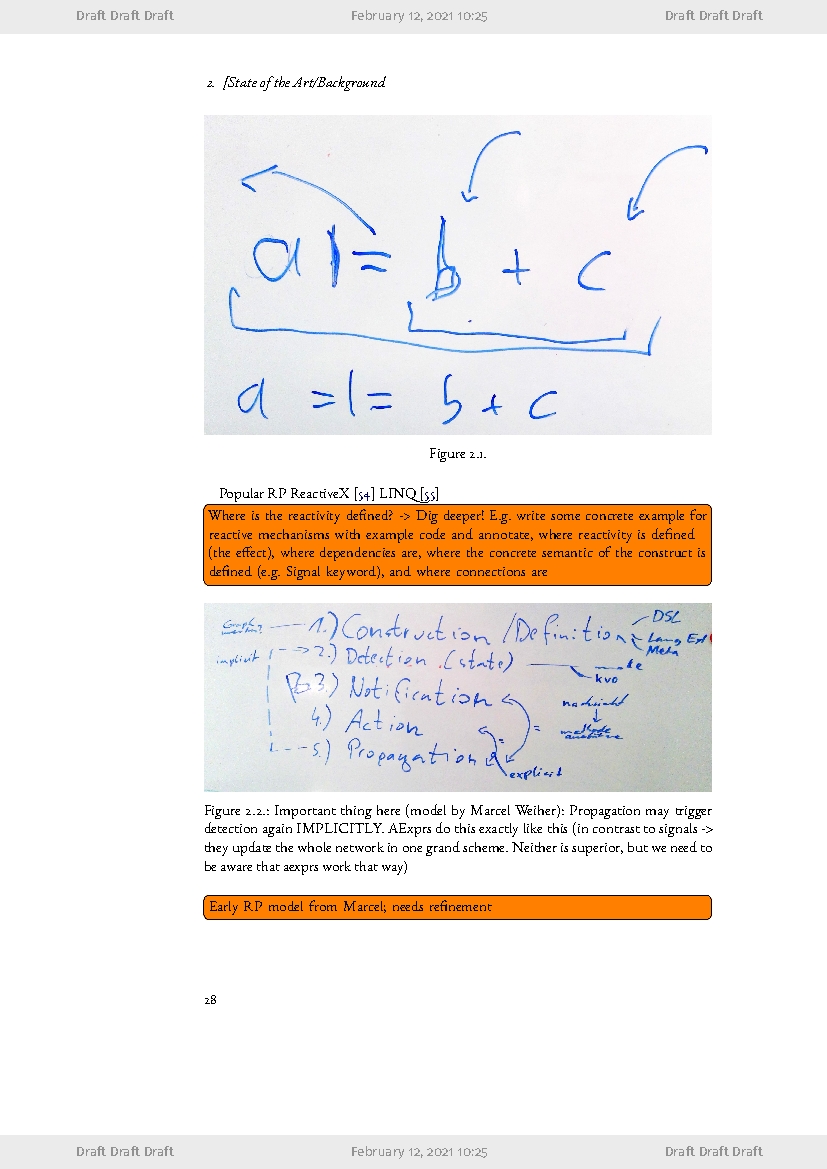 Draft Draft Draft February 12, 2021 10:25 Draft Draft Draft
2. [State of the Art/Background
a |= b + c
a =|= b + c
Figure 2.1.
Popular RP ReactiveX [54] LINQ [55]
Where is the reactivity defined? -> Dig deeper! E.g. write some concrete example for
reactive mechanisms with example code and annotate, where reactivity is defined
(the effect), where dependencies are, where the concrete semantic of the construct is
defined (e.g. Signal keyword), and where connections are
1.) Construction / Definition
DSL
Lang Ext
Meta
implicit
2.) Detection (state)
kvo
3.) Notification
nachricht
4.) Action
=
methode
5.) Propagation
=
explicit
Figure 2.2.: Important thing here (model by Marcel Weiher): Propagation may trigger
detection again IMPLICITLY. AExprs do this exactly like this (in contrast to signals ->
they update the whole network in one grand scheme. Neither is superior, but we need to
be aware that aexprs work that way)
Early RP model from Marcel; needs refinement
28
Draft Draft Draft February 12, 2021 10:25 Draft Draft Draft